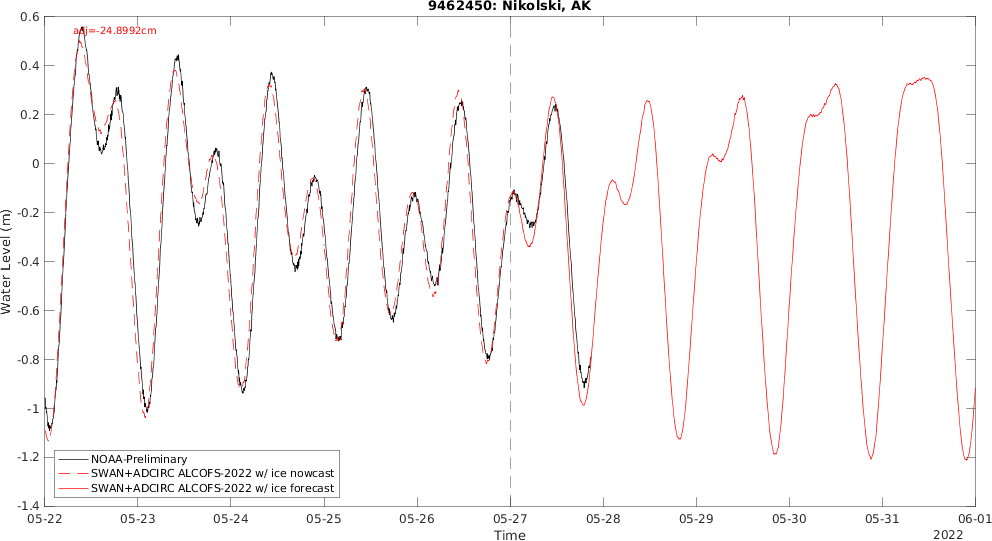 9462450: Nikolski, AK
adj=-24.8992cm
0.6
0.4
0.2
0
-0.2
-0.4
-0.6
-0.8
-1
-1.2
-1.4
Water Level (m)
NOAA-Preliminary
SWAN+ADCIRC ALCOFS-2022 w/ ice nowcast
SWAN+ADCIRC ALCOFS-2022 w/ ice forecast
05-22 05-23 05-24 05-25 05-26 05-27 05-28 05-29 05-30 05-31 06-01
Time
2022